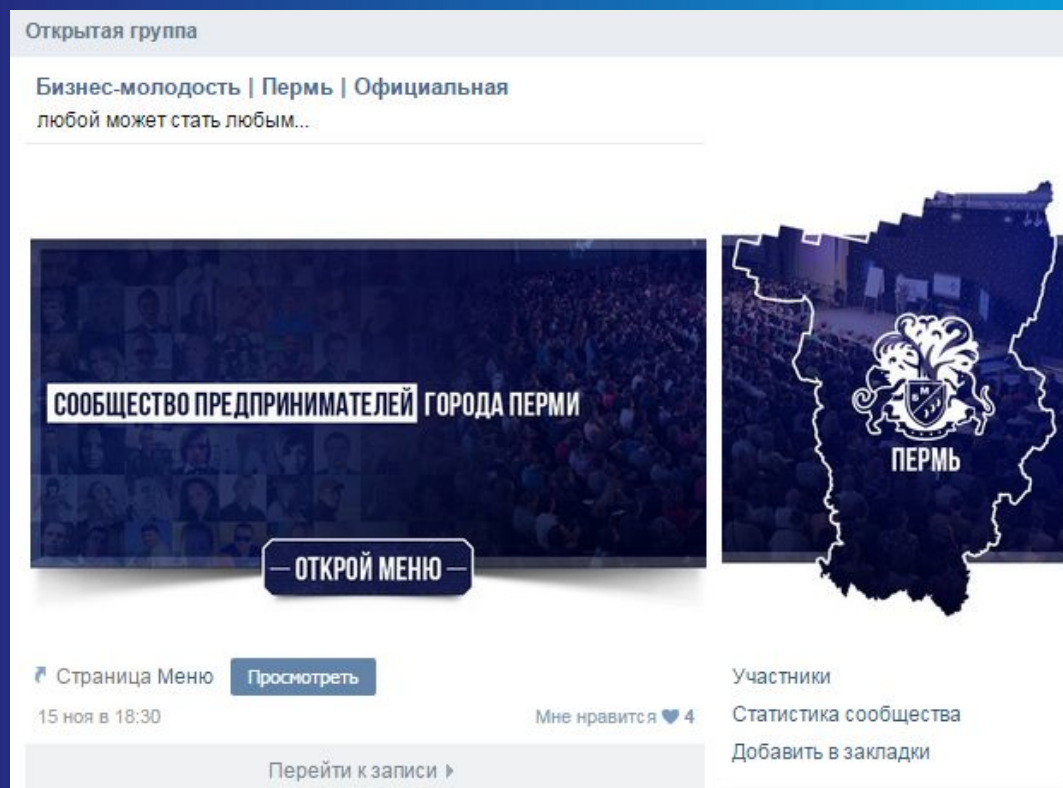 Открытая группа
Бизнес-молодость | Пермь | Официальная
любой может стать любым...
СООБЩЕСТВО ПРЕДПРИНИМАТЕЛЕЙ ГОРОДА ПЕРМИ
ОТКРОЙ МЕНЮ
БМ
ПЕРМЬ
Страница Меню Просмотреть
15 ноя в 18:30 Мне нравится 4
Перейти к записи
Участники
Статистика сообщества
Добавить в закладки